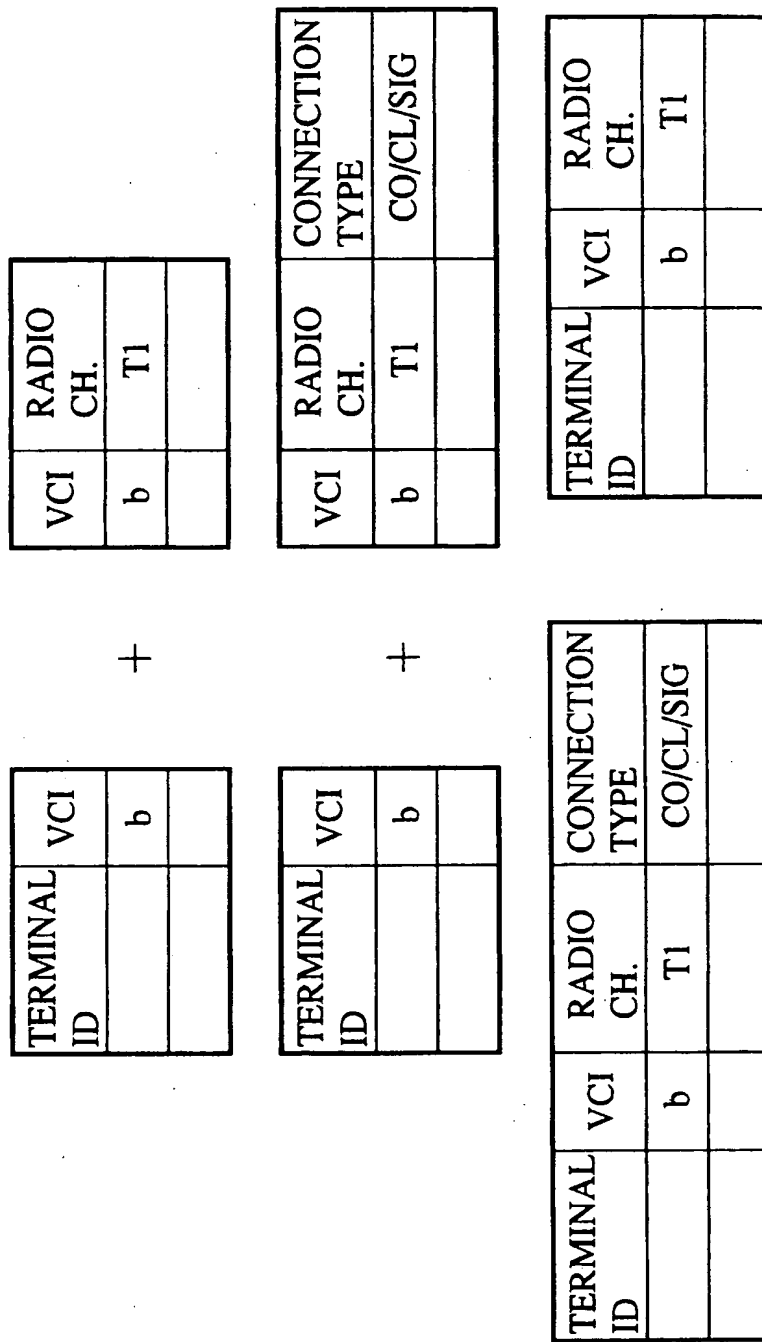 TERMINAL
ID
VCI
b
+
VCI
RADIO
CH.
b
T1
TERMINAL
ID
VCI
b
+
VCI
RADIO
CH.
CONNECTION
TYPE
b
T1
CO/CL/SIG
TERMINAL
ID
VCI
RADIO
CH.
CONNECTION
TYPE
b
T1
CO/CL/SIG
TERMINAL
ID
VCI
RADIO
CH.
b
T1